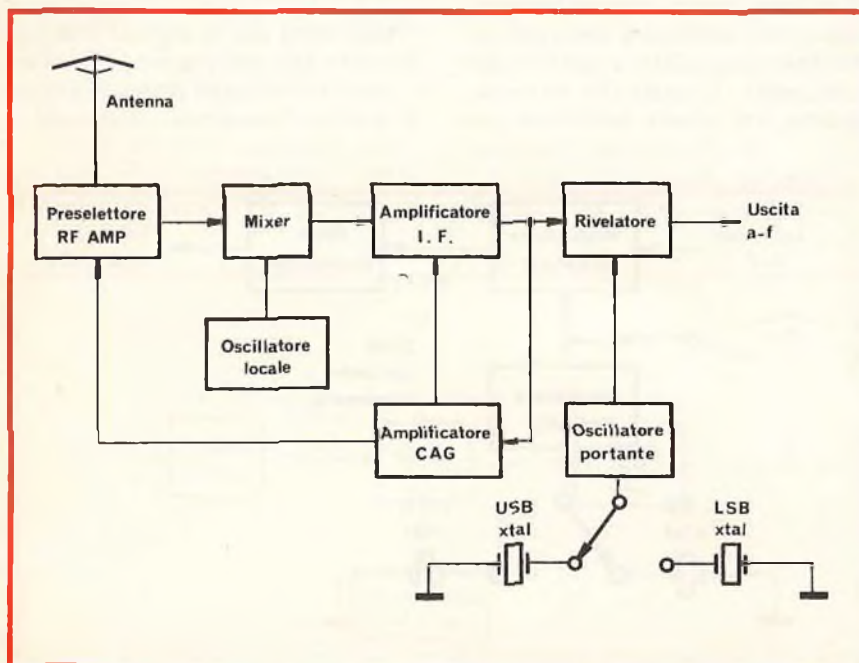 Antenna
Preselettore
RF AMP
Mixer
Amplificatore
I. F.
Rivelatore
Uscita
a-f
Oscillatore
locale
Amplificatore
CAG
Oscillatore
portante
USB
xtal
LSB
xtal